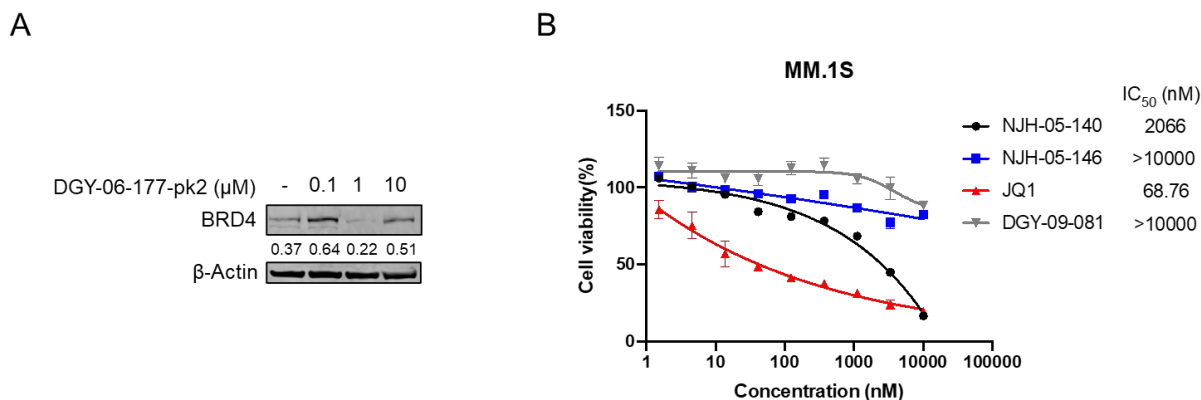 A
DGY-06-177-pk2 (µM) - 0.1 1 10
BRD4
0.37 0.64 0.22 0.51
β-Actin
B
MM.1S
Cell viability(%)
150
100
50
0
1 10 100 1000 10000 100000
Concentration (nM)
IC50 (nM)
NJH-05-140 2066
NJH-05-146 >10000
JQ1 68.76
DGY-09-081 >10000